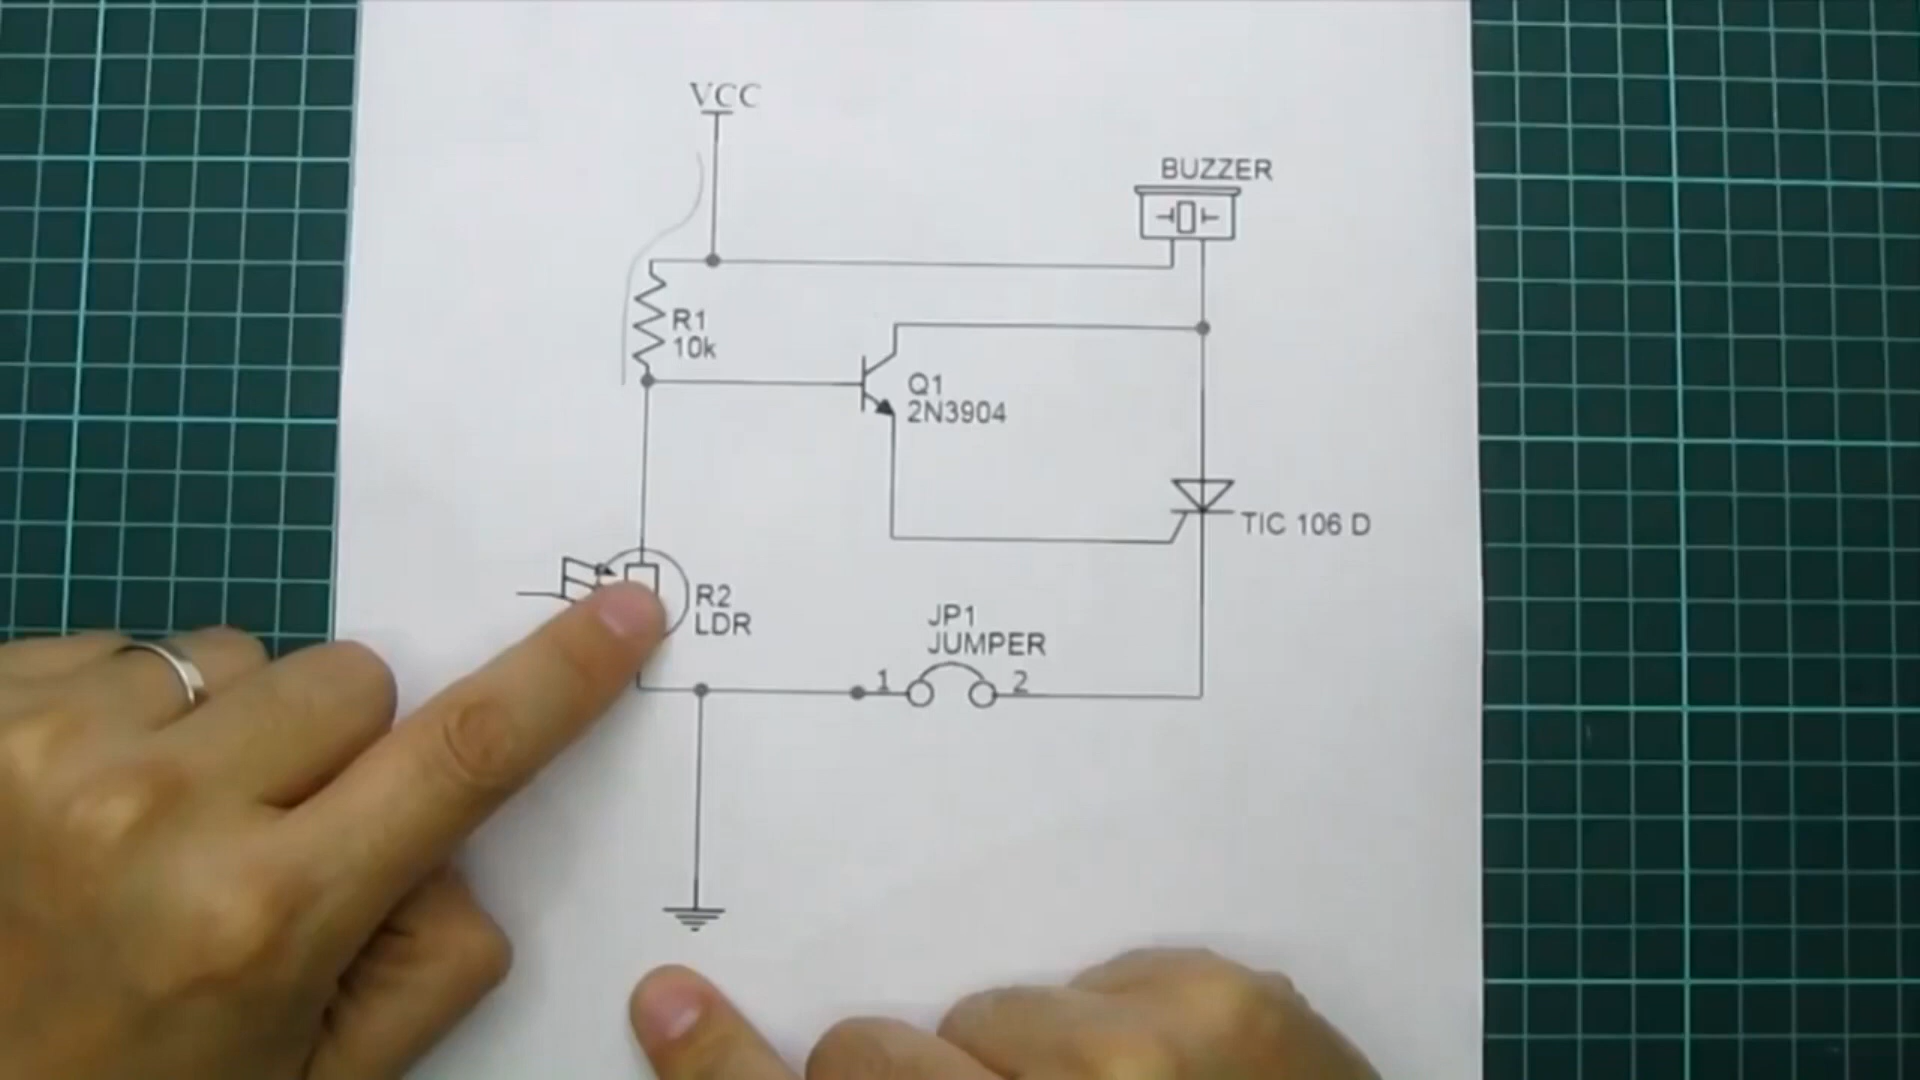 VCC
BUZZER
R1
10k
Q1
2N3904
TIC 106 D
R2
LDR
JP1
JUMPER
1
2